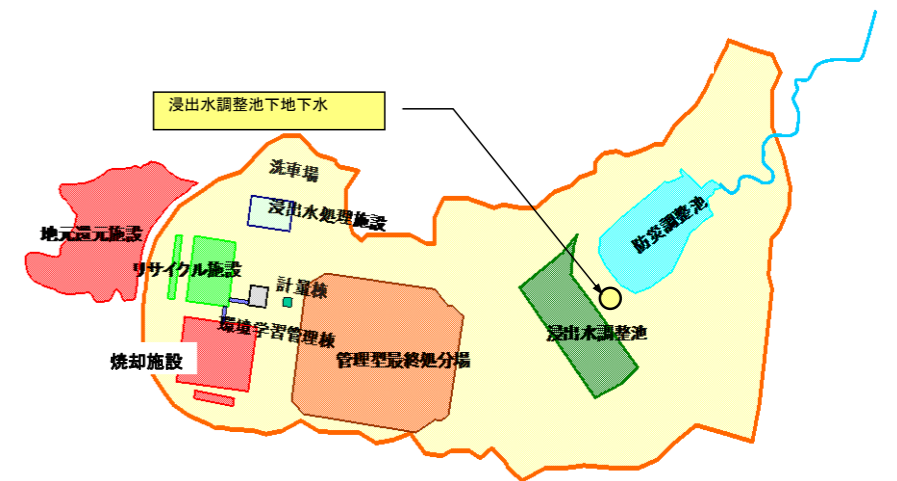 浸出水調整池下地下水
洗車場
浸出水処理施設
防災調整池
地元還元施設
リサイクル施設
計量棟
環境学習管理棟
浸出水調整池
焼却施設
管理型最終処分場